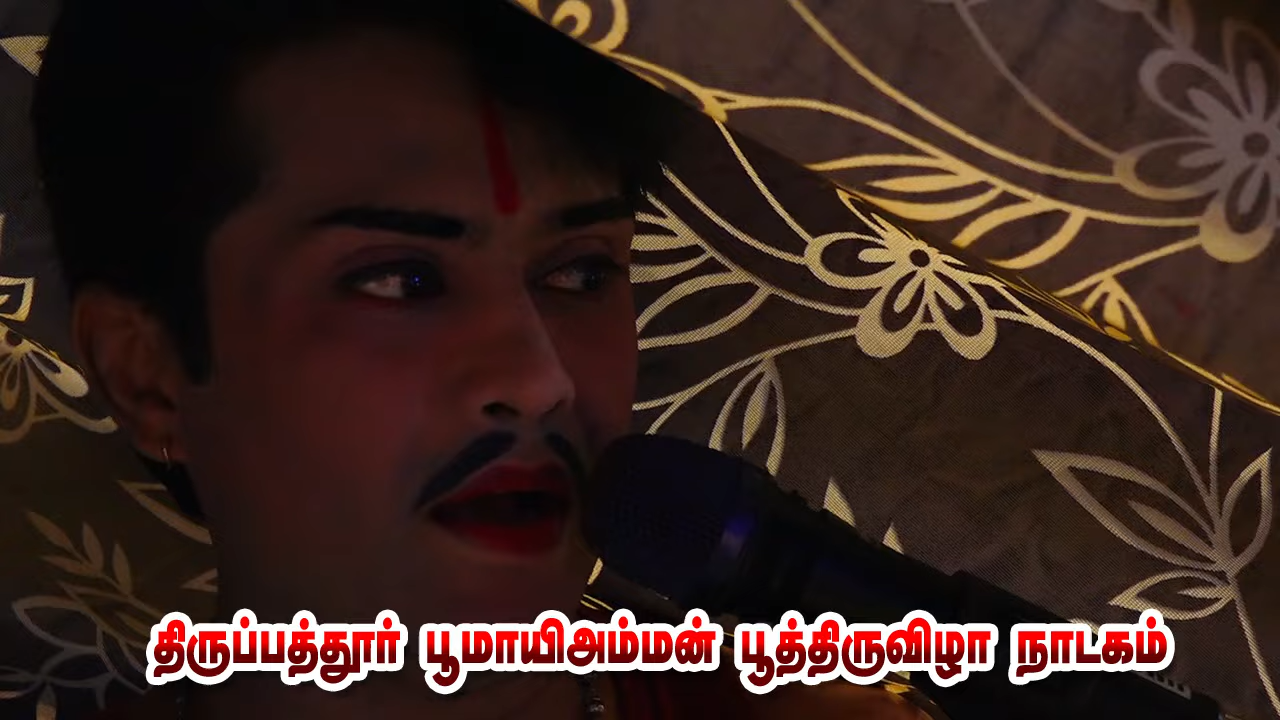 திருப்பத்தூர் பூமாயிஅம்மன் பூத்திருவிழா நாடகம்